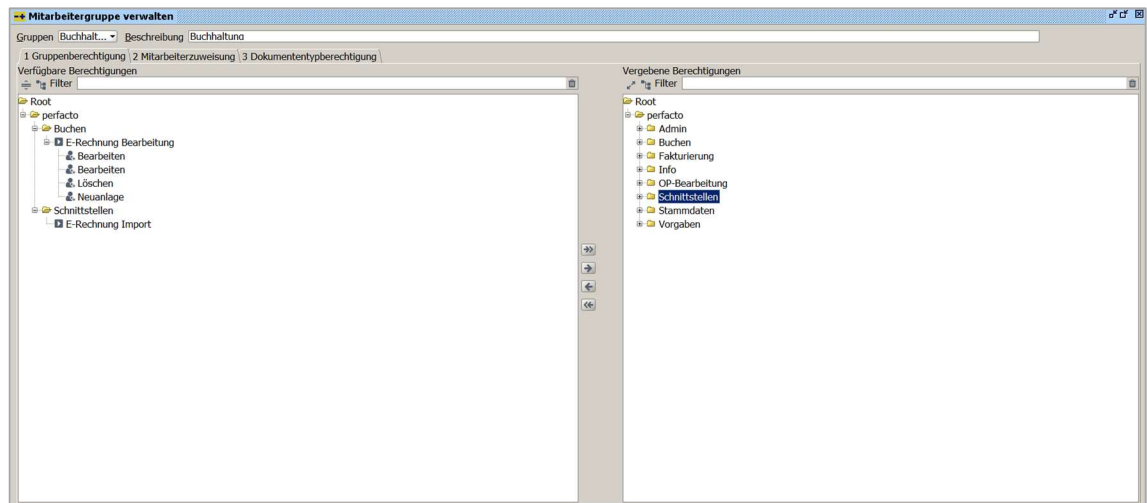 Mitarbeitergruppe verwalten
Gruppen Buchhalt... Beschreibung Buchhaltung
1 Gruppenberechtigung 2 Mitarbeiterzuweisung 3 Dokumententypberechtigung
Verfügbare Berechtigungen
Filter
Root
perfacto
Buchen
E-Rechnung Bearbeitung
Bearbeiten
Bearbeiten
Löschen
Neuanlage
Schnittstellen
E-Rechnung Import
Vergebene Berechtigungen
Filter
Root
perfacto
Admin
Buchen
Fakturierung
Info
OP-Bearbeitung
Schnittstellen
Stammdaten
Vorgaben